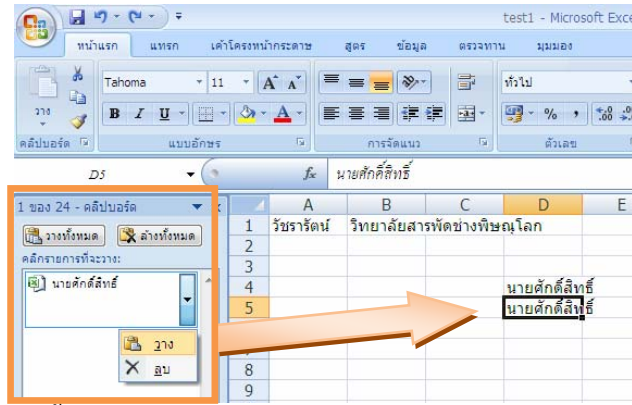 test1 - Microsoft Exce
หน้าแรก แทรก เค้าโครงหน้ากระดาษ สูตร ข้อมูล ตรวจทาน มุมมอง
Tahoma 11 A A ทั่วไป
วาง B I U A % , .00
คลิปบอร์ด แบบอักษร การจัดแนว ตัวเลข
D5 fx นายศักดิ์สิทธิ์
1 ของ 24 - คลิปบอร์ด
วางทั้งหมด ล้างทั้งหมด
คลิกรายการที่จะวาง:
นายศักดิ์สิทธิ์
วาง
ลบ
A B C D E
1 วัชรารัตน์ วิทยาลัยสารพัดช่างพิษณุโลก
2
3
4 นายศักดิ์สิทธิ์
5 นายศักดิ์สิทธิ์
8
9